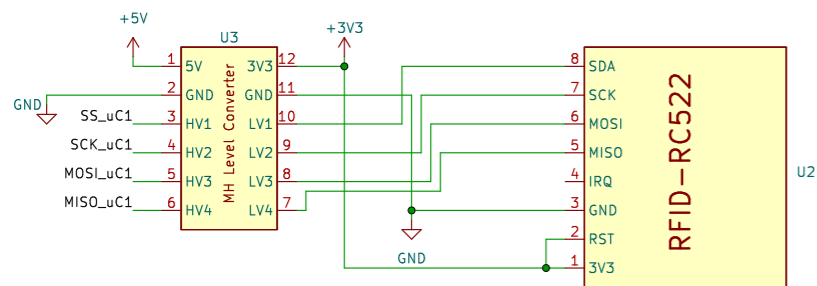 +5V
U3
+3V3
1 5V 3V3 12
2 GND GND 11
GND
SS_uC1 3 HV1 LV1 10
SCK_uC1 4 HV2 LV2 9
MOSI_uC1 5 HV3 LV3 8
MISO_uC1 6 HV4 LV4 7
MH Level Converter
GND
8 SDA
7 SCK
6 MOSI
5 MISO
4 IRQ
3 GND
2 RST
1 3V3
RFID-RC522
U2